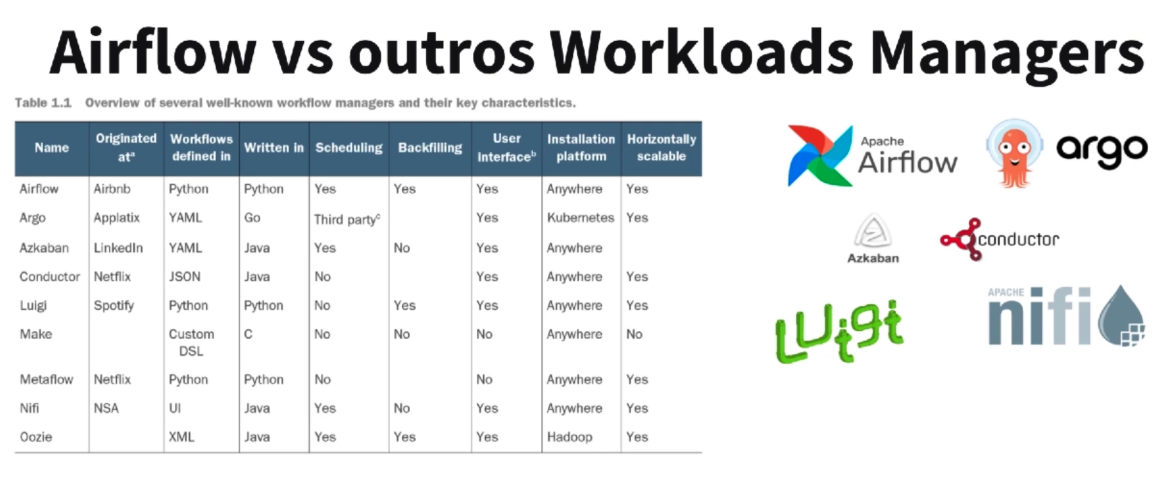 Airflow vs outros Workloads Managers
Table 1.1 Overview of several well-known workflow managers and their key characteristics.
Name Originated ata Workflows defined in Written in Scheduling Backfilling User interfaceb Installation platform Horizontally scalable
Airflow Airbnb Python Python Yes Yes Yes Anywhere Yes
Argo Applatix YAML Go Third partyc Yes Kubernetes Yes
Azkaban LinkedIn YAML Java Yes No Yes Anywhere
Conductor Netflix JSON Java No Yes Anywhere Yes
Luigi Spotify Python Python No Yes Yes Anywhere Yes
Make Custom DSL C No No No Anywhere No
Metaflow Netflix Python Python No No Anywhere Yes
Nifi NSA UI Java Yes No Yes Anywhere Yes
Oozie XML Java Yes Yes Yes Hadoop Yes
Apache
Airflow
argo
Azkaban
conductor
Luigi
APACHE
nifi